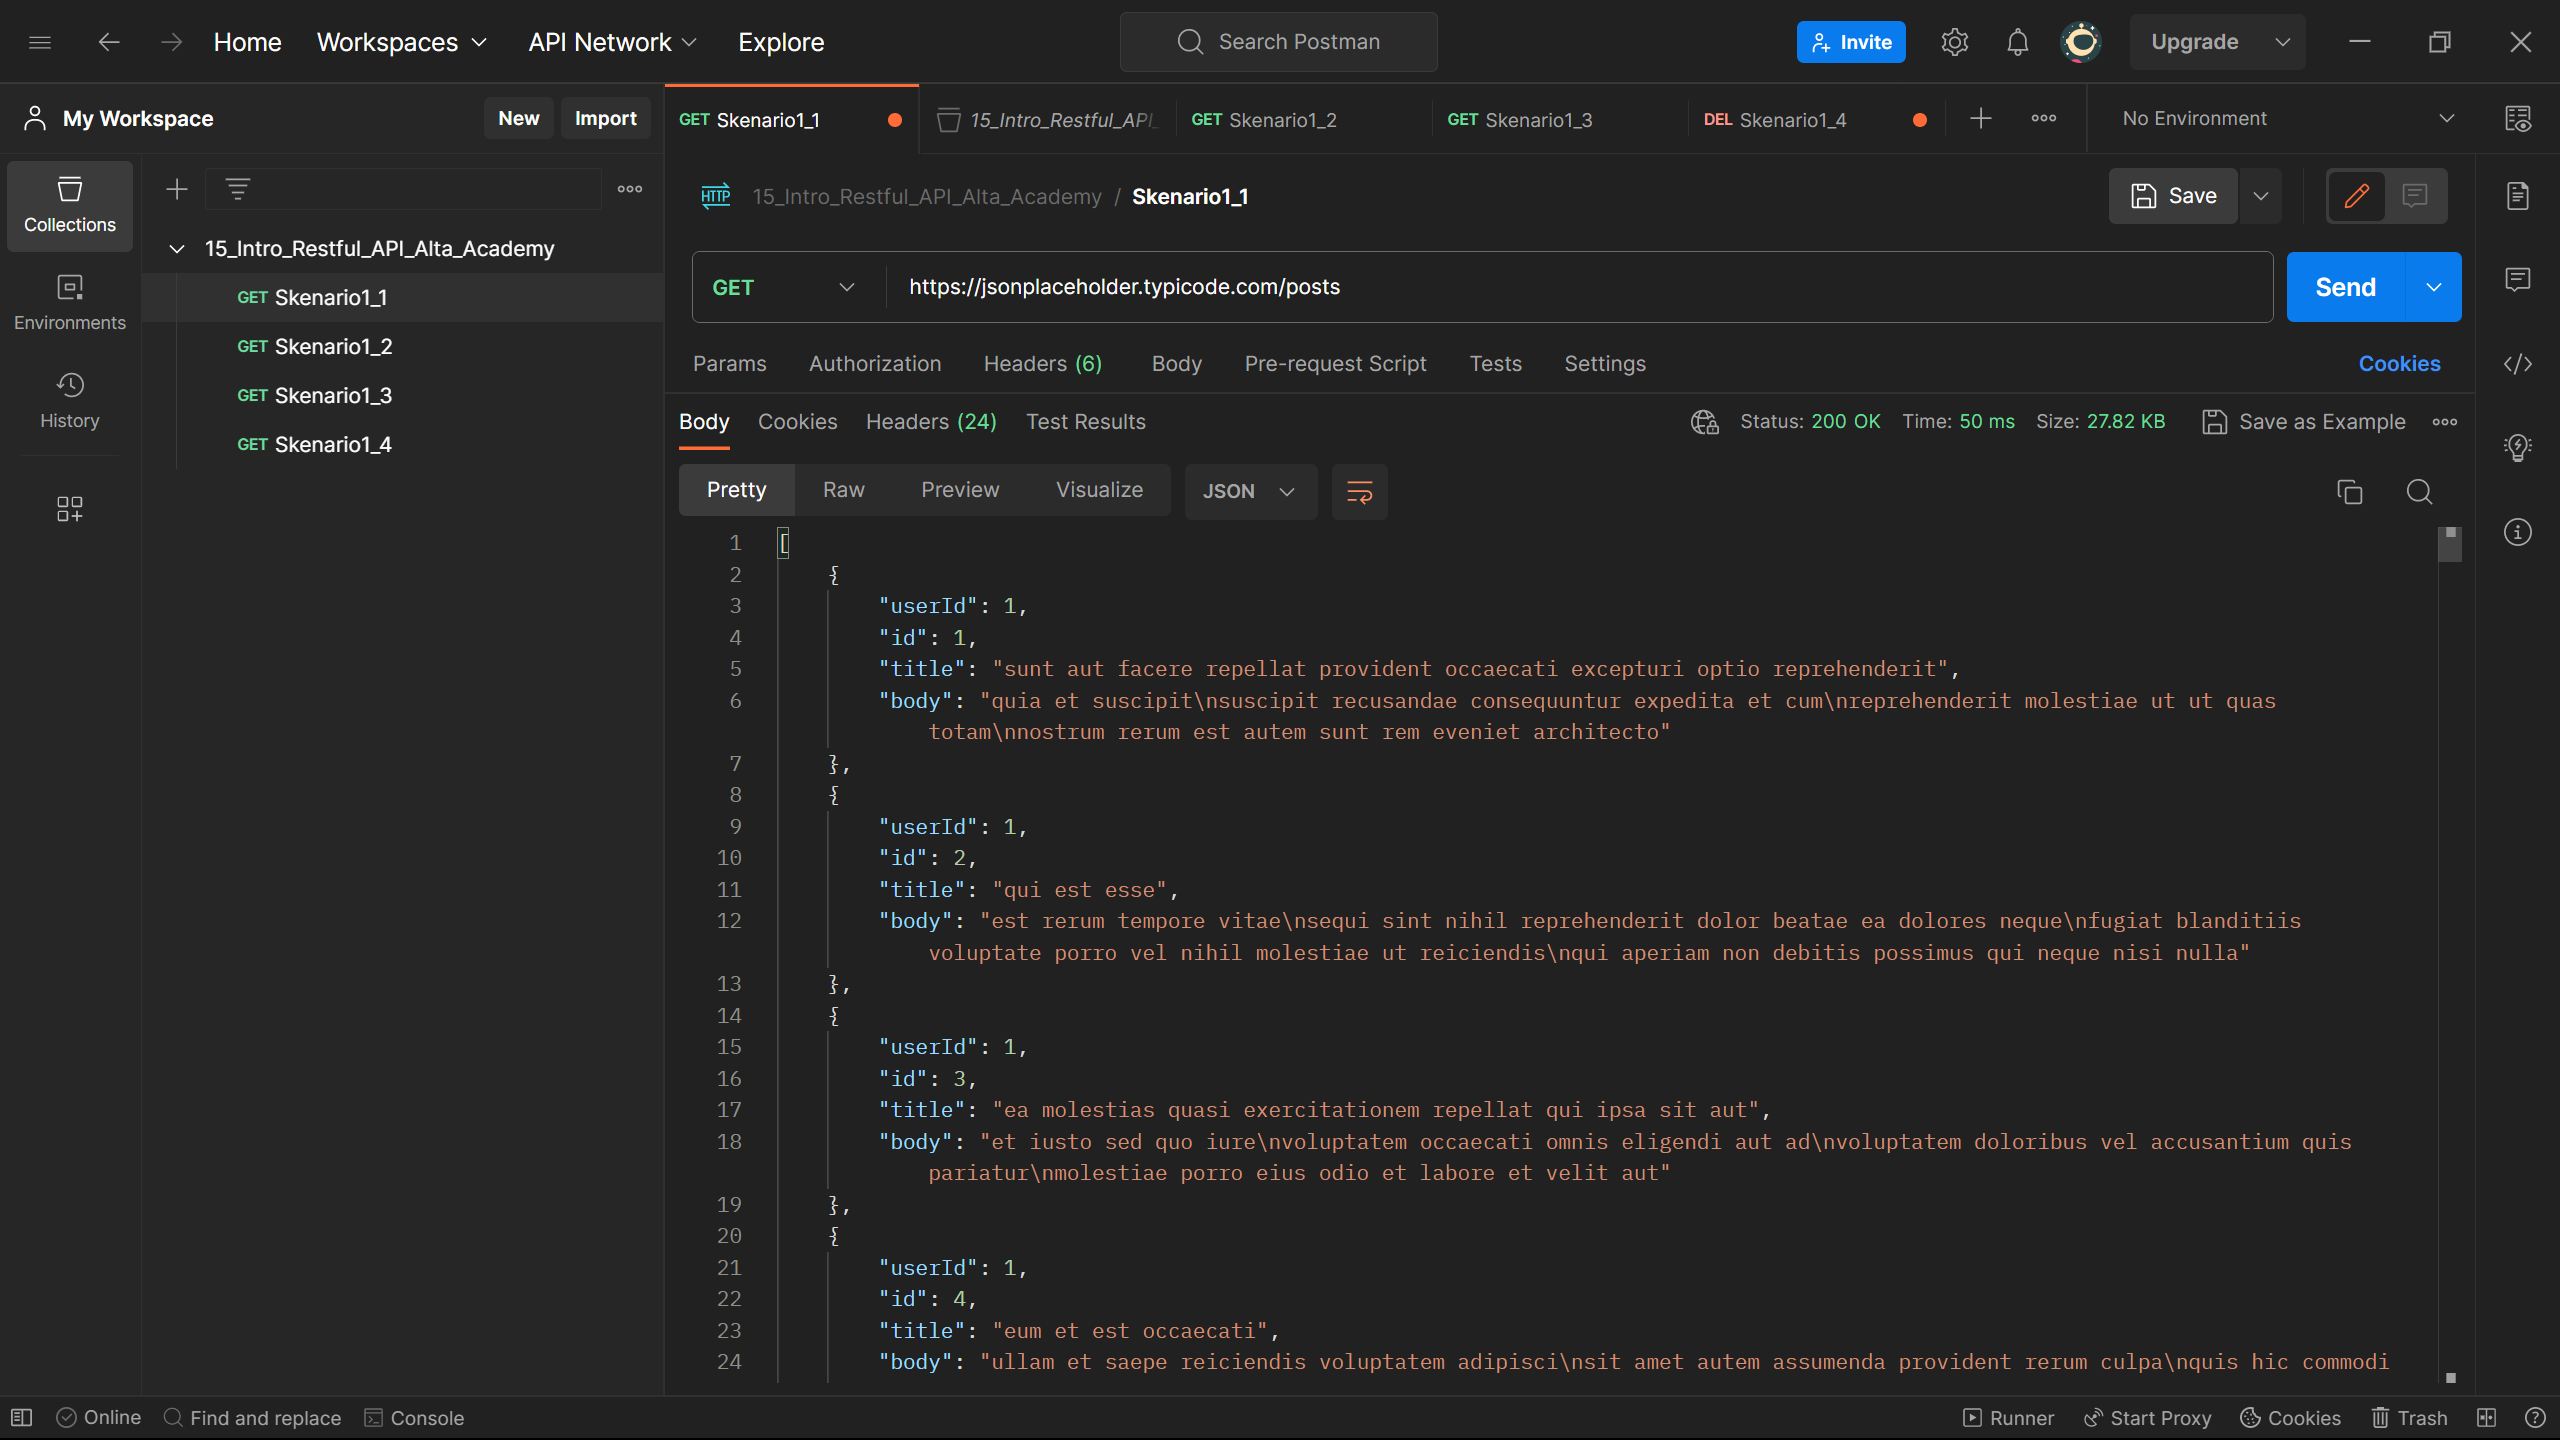 Home Workspaces API Network Explore Search Postman Invite Upgrade
My Workspace New Import
GET Skenario1_1 15_Intro_Restful_API_ GET Skenario1_2 GET Skenario1_3 DEL Skenario1_4 No Environment
Collections
Environments
History
15_Intro_Restful_API_Alta_Academy
GET Skenario1_1
GET Skenario1_2
GET Skenario1_3
GET Skenario1_4
HTTP 15_Intro_Restful_API_Alta_Academy / Skenario1_1 Save
GET https://jsonplaceholder.typicode.com/posts Send
Params Authorization Headers (6) Body Pre-request Script Tests Settings Cookies
Body Cookies Headers (24) Test Results Status: 200 OK Time: 50 ms Size: 27.82 KB Save as Example
Pretty Raw Preview Visualize JSON
1 [
2 {
3 "userId": 1,
4 "id": 1,
5 "title": "sunt aut facere repellat provident occaecati excepturi optio reprehenderit",
6 "body": "quia et suscipit\nsuscipit recusandae consequuntur expedita et cum\nreprehenderit molestiae ut ut quas
totam\nnostrum rerum est autem sunt rem eveniet architecto"
7 },
8 {
9 "userId": 1,
10 "id": 2,
11 "title": "qui est esse",
12 "body": "est rerum tempore vitae\nsequi sint nihil reprehenderit dolor beatae ea dolores neque\nfugiat blanditiis
voluptate porro vel nihil molestiae ut reiciendis\nqui aperiam non debitis possimus qui neque nisi nulla"
13 },
14 {
15 "userId": 1,
16 "id": 3,
17 "title": "ea molestias quasi exercitationem repellat qui ipsa sit aut",
18 "body": "et iusto sed quo iure\nvoluptatem occaecati omnis eligendi aut ad\nvoluptatem doloribus vel accusantium quis
pariatur\nmolestiae porro eius odio et labore et velit aut"
19 },
20 {
21 "userId": 1,
22 "id": 4,
23 "title": "eum et est occaecati",
24 "body": "ullam et saepe reiciendis voluptatem adipisci\nsit amet autem assumenda provident rerum culpa\nquis hic commodi
Online Find and replace Console Runner Start Proxy Cookies Trash